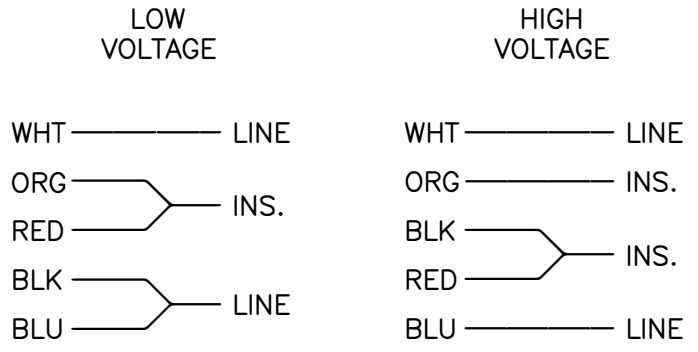 LOW
VOLTAGE
WHT LINE
ORG
INS.
RED
BLK
LINE
BLU
HIGH
VOLTAGE
WHT LINE
ORG INS.
BLK
INS.
RED
BLU LINE